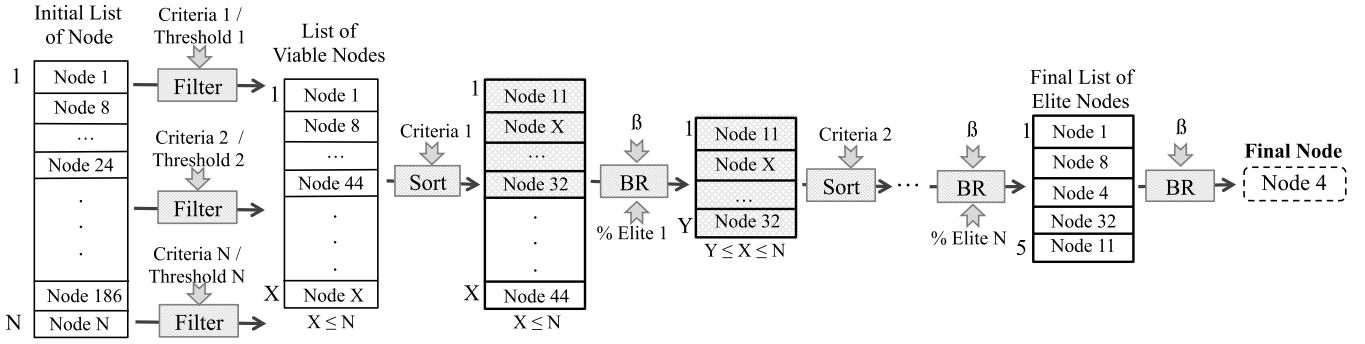 Initial List
of Node
1
Node 1
Node 8
...
Node 24
.
.
.
Node 186
N
Node N
Criteria 1 /
Threshold 1
Filter
Criteria 2 /
Threshold 2
Filter
Criteria N /
Threshold N
Filter
List of
Viable Nodes
1
Node 1
Node 8
...
Node 44
.
.
.
X
Node X
X ≤ N
Criteria 1
Sort
1
Node 11
Node X
...
Node 32
.
.
.
X
Node 44
X ≤ N
ß
BR
% Elite 1
1
Node 11
Node X
...
Y
Node 32
Y ≤ X ≤ N
Criteria 2
Sort
...
ß
BR
% Elite N
Final List of
Elite Nodes
1
Node 1
Node 8
Node 4
Node 32
5
Node 11
ß
BR
Final Node
Node 4